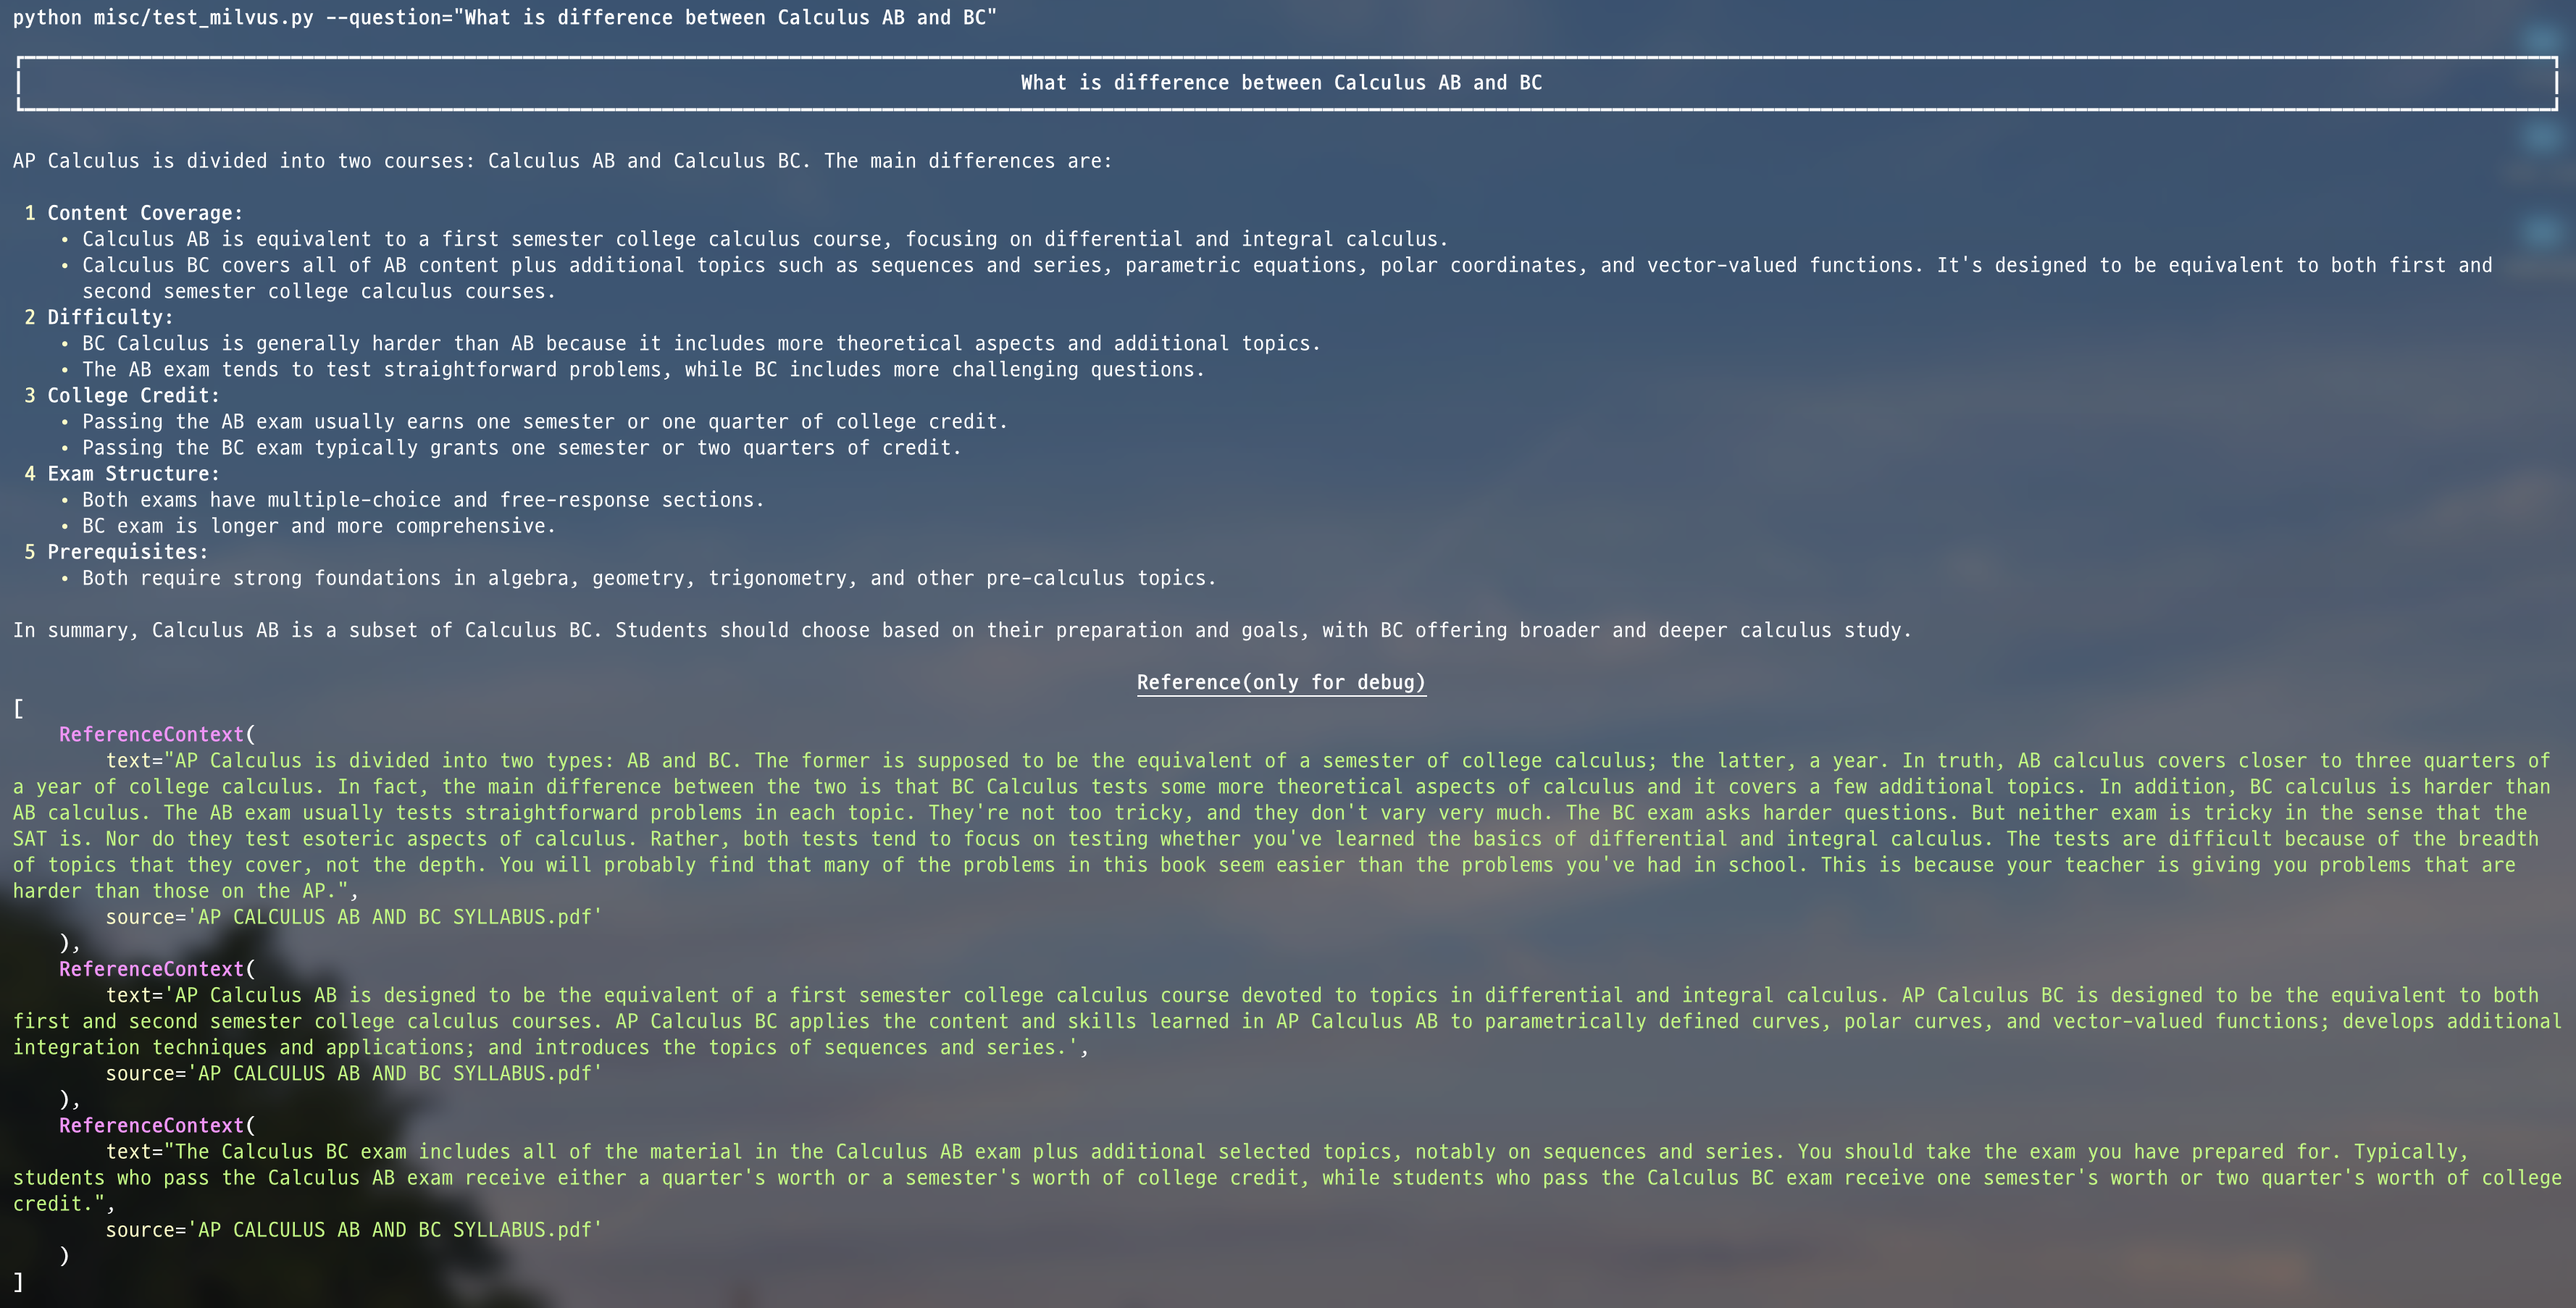 python misc/test_milvus.py --question="What is difference between Calculus AB and BC"
What is difference between Calculus AB and BC
AP Calculus is divided into two courses: Calculus AB and Calculus BC. The main differences are:
1 Content Coverage:
• Calculus AB is equivalent to a first semester college calculus course, focusing on differential and integral calculus.
• Calculus BC covers all of AB content plus additional topics such as sequences and series, parametric equations, polar coordinates, and vector-valued functions. It's designed to be equivalent to both first and
second semester college calculus courses.
2 Difficulty:
• BC Calculus is generally harder than AB because it includes more theoretical aspects and additional topics.
• The AB exam tends to test straightforward problems, while BC includes more challenging questions.
3 College Credit:
• Passing the AB exam usually earns one semester or one quarter of college credit.
• Passing the BC exam typically grants one semester or two quarters of credit.
4 Exam Structure:
• Both exams have multiple-choice and free-response sections.
• BC exam is longer and more comprehensive.
5 Prerequisites:
• Both require strong foundations in algebra, geometry, trigonometry, and other pre-calculus topics.
In summary, Calculus AB is a subset of Calculus BC. Students should choose based on their preparation and goals, with BC offering broader and deeper calculus study.
Reference(only for debug)
[
ReferenceContext(
text="AP Calculus is divided into two types: AB and BC. The former is supposed to be the equivalent of a semester of college calculus; the latter, a year. In truth, AB calculus covers closer to three quarters of
a year of college calculus. In fact, the main difference between the two is that BC Calculus tests some more theoretical aspects of calculus and it covers a few additional topics. In addition, BC calculus is harder than
AB calculus. The AB exam usually tests straightforward problems in each topic. They're not too tricky, and they don't vary very much. The BC exam asks harder questions. But neither exam is tricky in the sense that the
SAT is. Nor do they test esoteric aspects of calculus. Rather, both tests tend to focus on testing whether you've learned the basics of differential and integral calculus. The tests are difficult because of the breadth
of topics that they cover, not the depth. You will probably find that many of the problems in this book seem easier than the problems you've had in school. This is because your teacher is giving you problems that are
harder than those on the AP.",
source='AP CALCULUS AB AND BC SYLLABUS.pdf'
),
ReferenceContext(
text='AP Calculus AB is designed to be the equivalent of a first semester college calculus course devoted to topics in differential and integral calculus. AP Calculus BC is designed to be the equivalent to both
first and second semester college calculus courses. AP Calculus BC applies the content and skills learned in AP Calculus AB to parametrically defined curves, polar curves, and vector-valued functions; develops additional
integration techniques and applications; and introduces the topics of sequences and series.',
source='AP CALCULUS AB AND BC SYLLABUS.pdf'
),
ReferenceContext(
text="The Calculus BC exam includes all of the material in the Calculus AB exam plus additional selected topics, notably on sequences and series. You should take the exam you have prepared for. Typically,
students who pass the Calculus AB exam receive either a quarter's worth or a semester's worth of college credit, while students who pass the Calculus BC exam receive one semester's worth or two quarter's worth of college
credit.",
source='AP CALCULUS AB AND BC SYLLABUS.pdf'
)
]